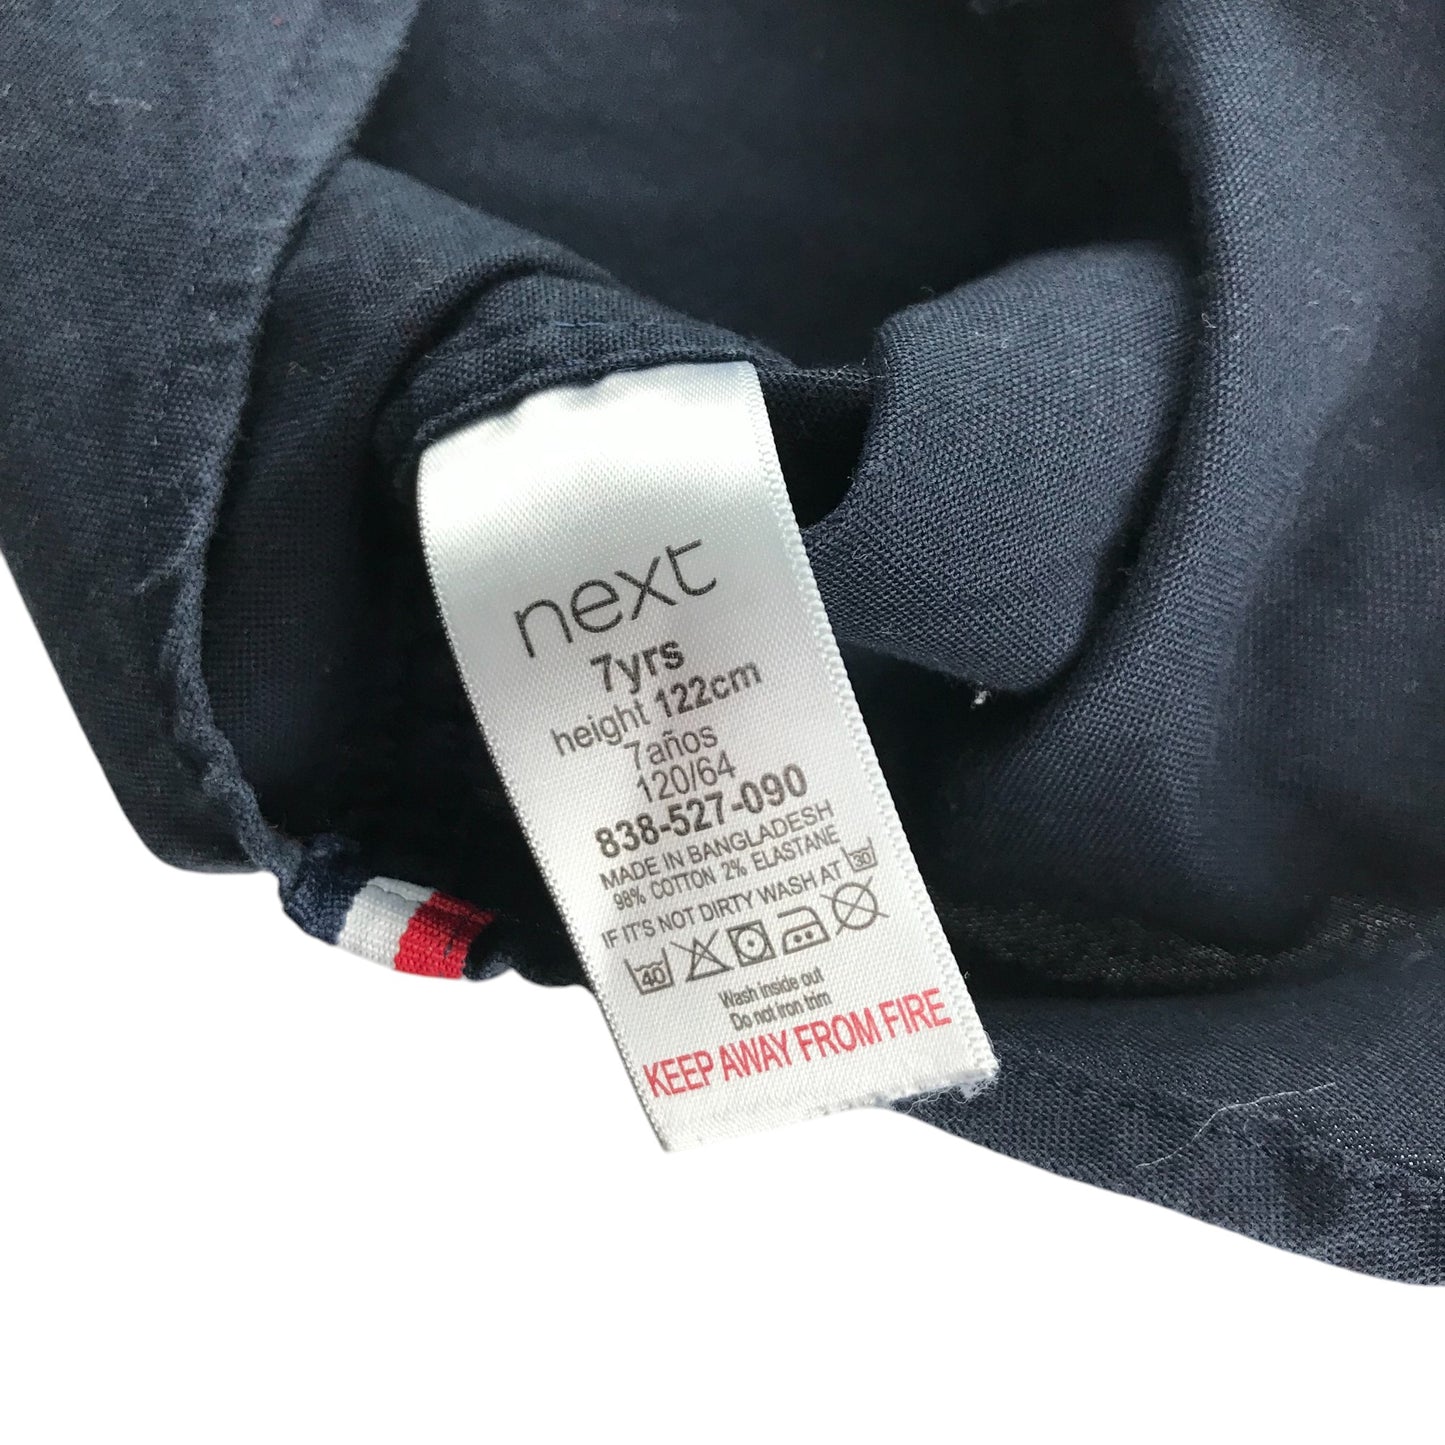 next
7yrs
height 122cm
7años
120/64
838-527-090
MADE IN BANGLADESH
98% COTTON 2% ELASTANE
IF IT'S NOT DIRTY WASH AT 30
40
Wash inside out
Do not iron trim
KEEP AWAY FROM FIRE